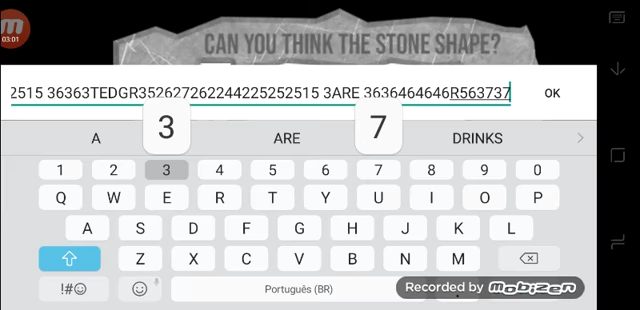 m
03:01
CAN YOU THINK THE STONE SHAPE?
2515 36363TEDGR352627262244225252515 3ARE 3636464646R563737
OK
3
7
A
ARE
DRINKS
1 2 3 4 5 6 7 8 9 0
Q W E R T Y U I O P
A S D F G H J K L
Z X C V B N M
!#☺
Português (BR)
.
Recorded by MOBIZEN